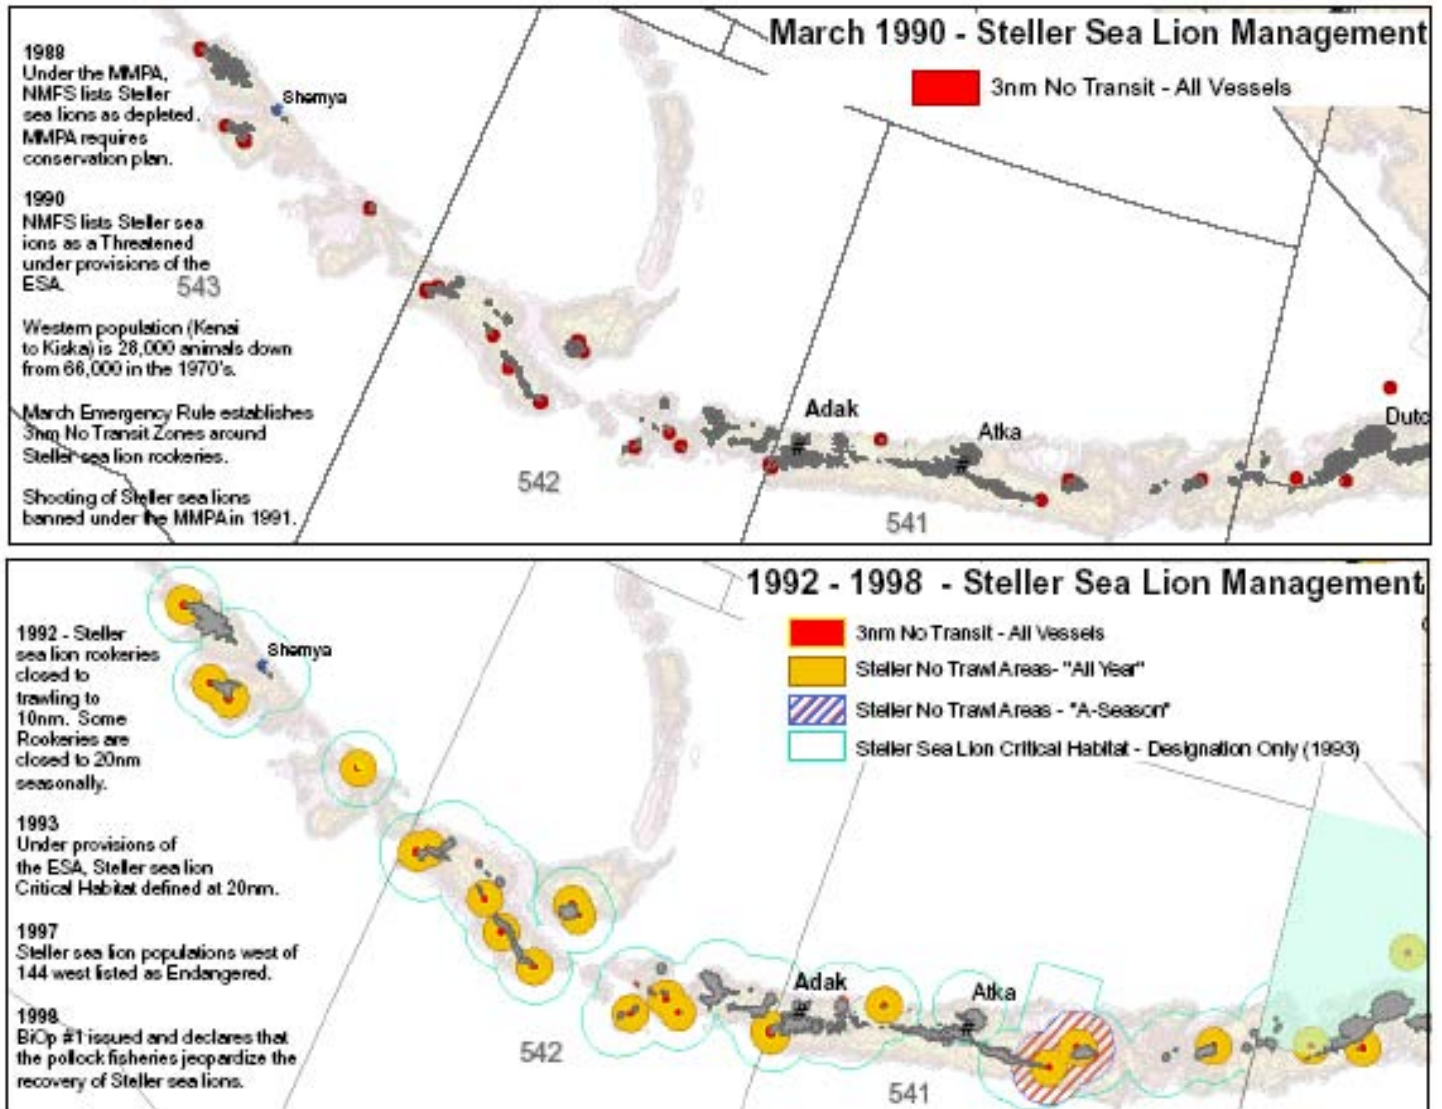 March 1990 - Steller Sea Lion Management
3nm No Transit - All Vessels
1988
Under the MMPA,
NMFS lists Steller
sea lions as depleted.
MMPA requires
conservation plan.
1990
NMFS lists Steller sea
ions as a Threatened
under provisions of the
ESA.
Western population (Kenai
to Kiska) is 28,000 animals down
from 66,000 in the 1970's.
March Emergency Rule establishes
3nm No Transit Zones around
Steller sea lion rookeries.
Shooting of Steller sea lions
banned under the MMPA in 1991.
Shemya
543
542
Adak
#
Atka
#
541
Dutc
1992 - 1998 - Steller Sea Lion Management
3nm No Transit - All Vessels
Steller No Trawl Areas- "All Year"
Steller No Trawl Areas - "A-Season"
Steller Sea Lion Critical Habitat - Designation Only (1993)
1992 - Steller
sea lion rookeries
closed to
trawling to
10nm. Some
Rookeries are
closed to 20nm
seasonally.
1993
Under provisions of
the ESA, Steller sea lion
Critical Habitat defined at 20nm.
1997
Steller sea lion populations west of
144 west listed as Endangered.
1998
BiOp #1 issued and declares that
the pollock fisheries jeopardize the
recovery of Steller sea lions.
Shemya
542
Adak
#
Atka
#
541